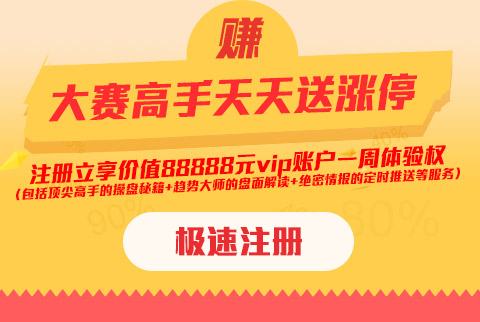 赚
大赛高手天天送涨停
注册立享价值88888元vip账户一周体验权
(包括顶尖高手的操盘秘籍+趋势大师的盘面解读+绝密情报的定时推送等服务)
极速注册